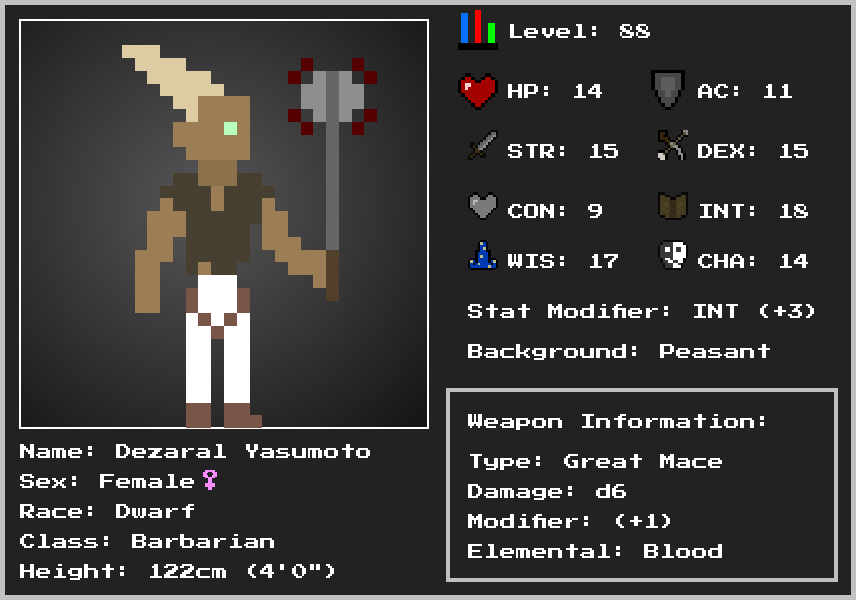 Level: 88
HP: 14 AC: 11
STR: 15 DEX: 15
CON: 9 INT: 18
WIS: 17 CHA: 14
Stat Modifier: INT (+3)
Background: Peasant
Weapon Information:
Type: Great Mace
Damage: d6
Modifier: (+1)
Elemental: Blood
Name: Dezaral Yasumoto
Sex: Female♀
Race: Dwarf
Class: Barbarian
Height: 122cm (4'0")